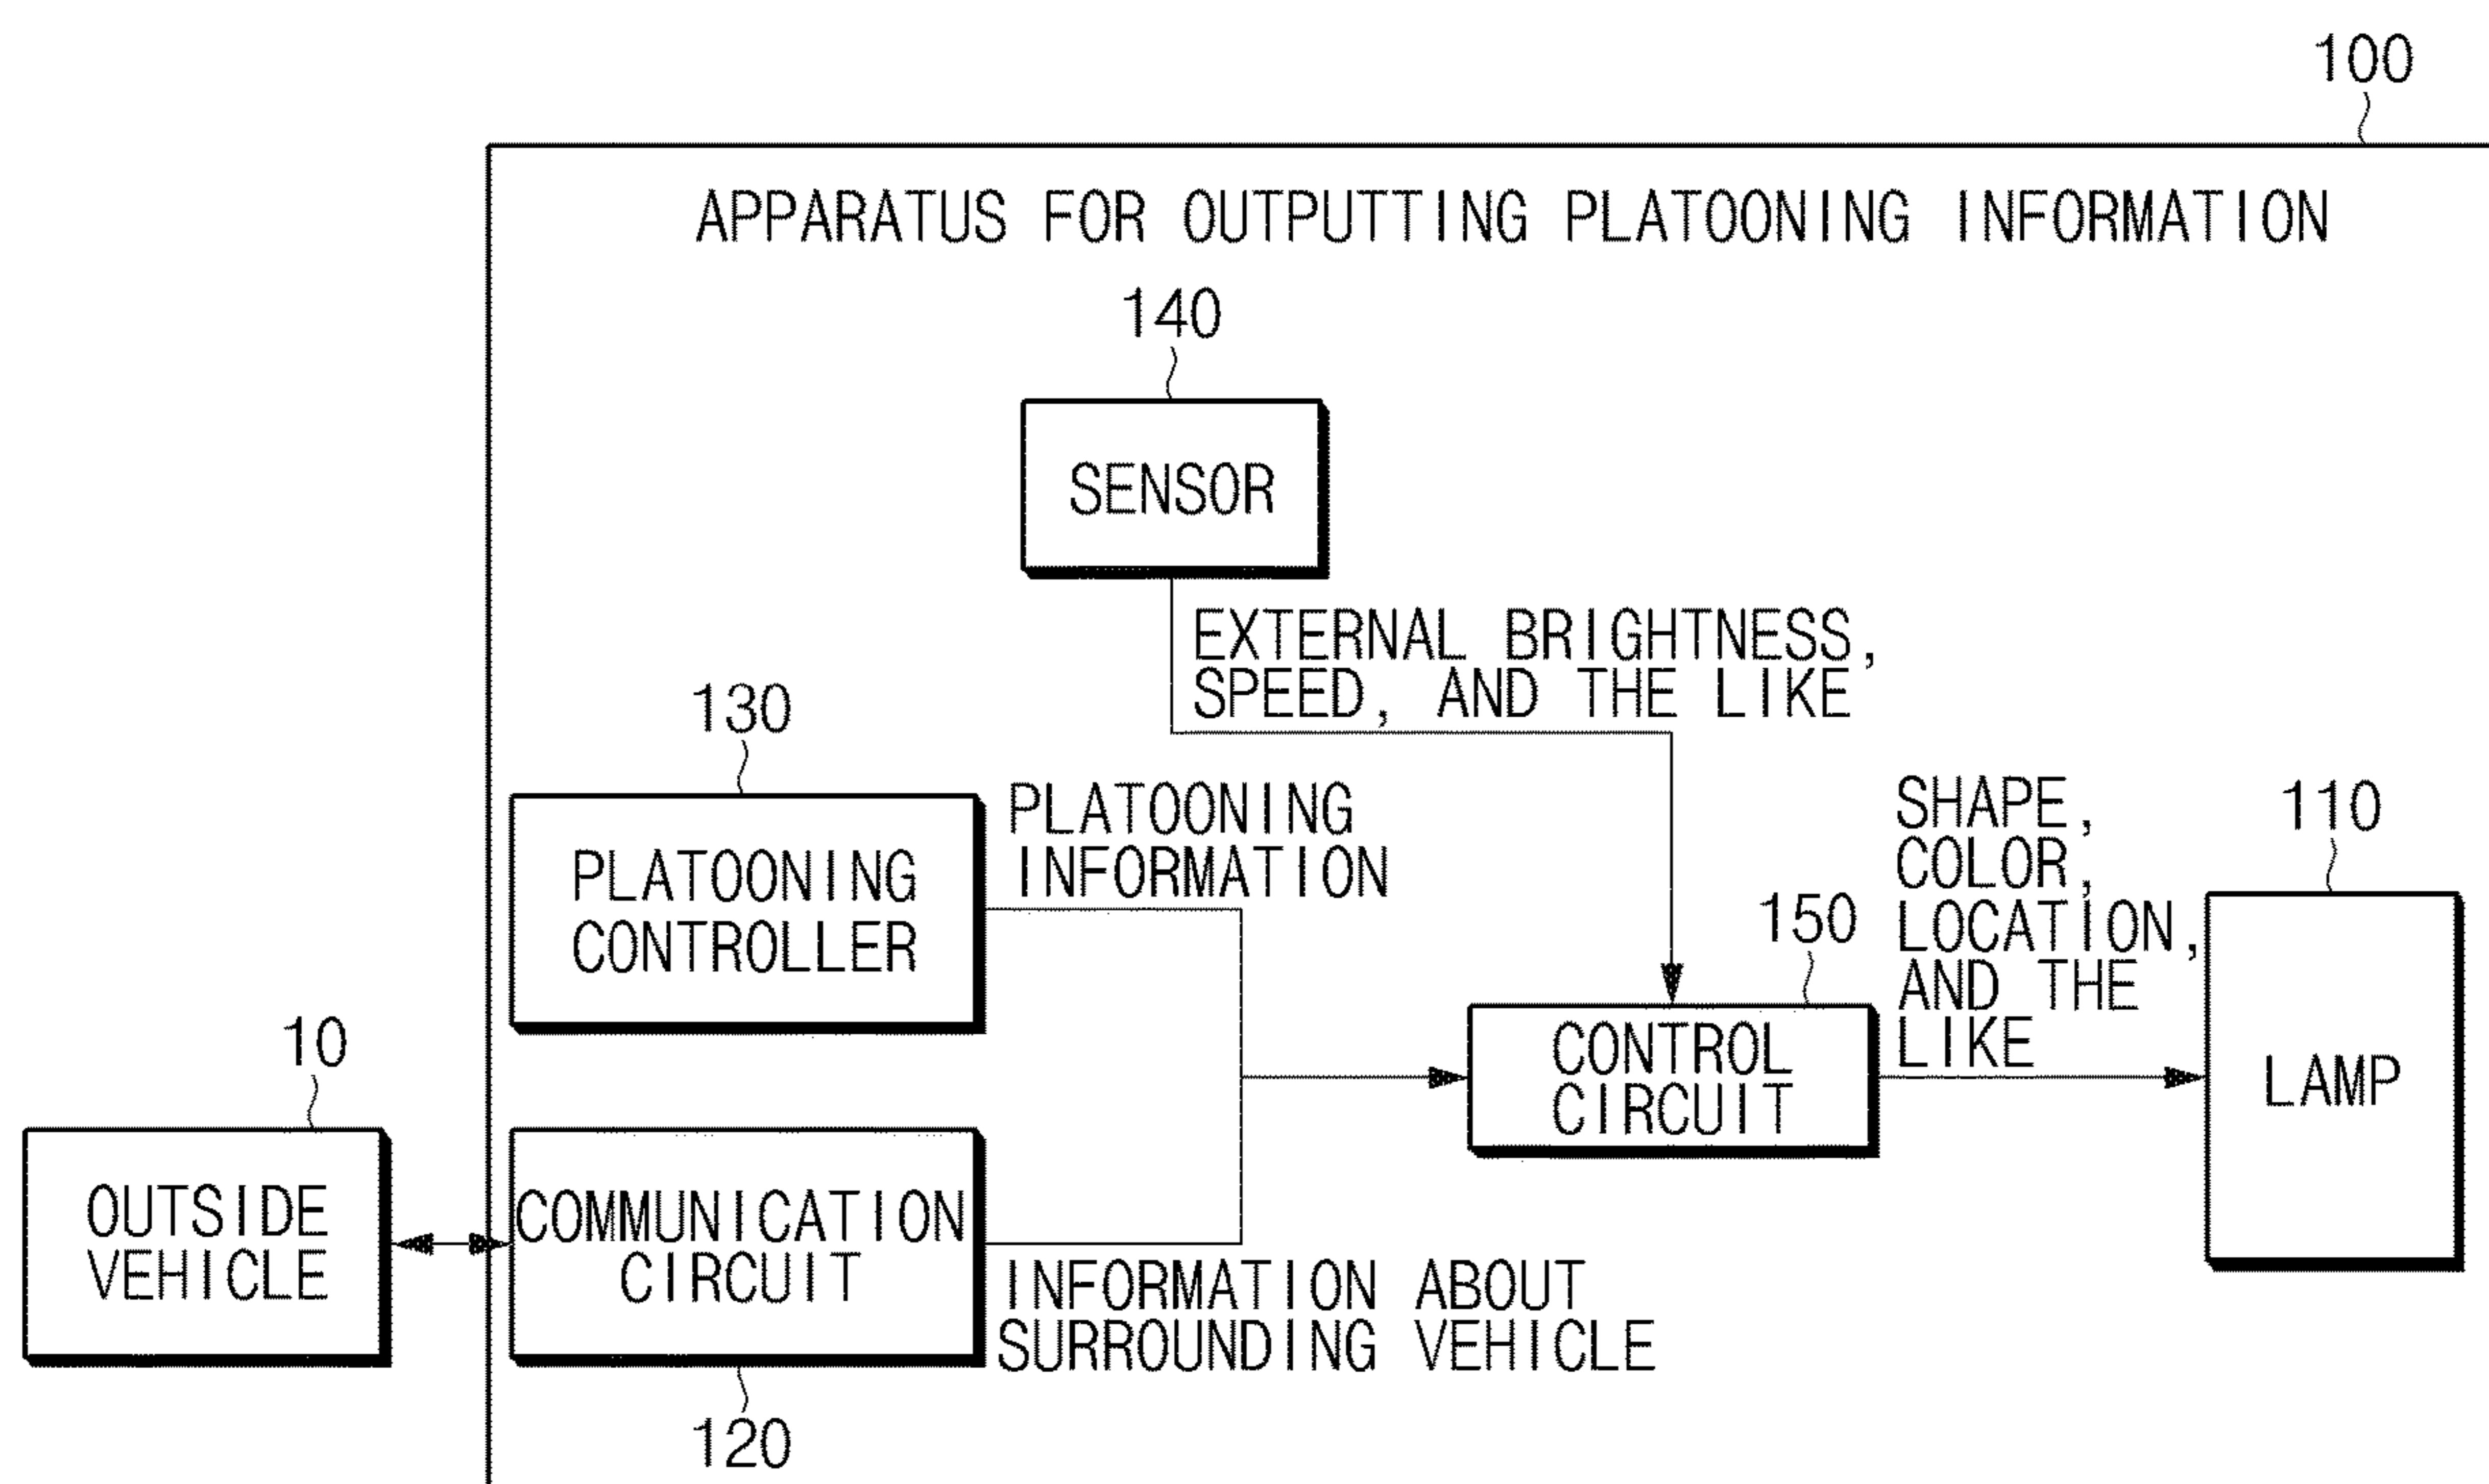 100
APPARATUS FOR OUTPUTTING PLATOONING INFORMATION
140
SENSOR
EXTERNAL BRIGHTNESS,
SPEED, AND THE LIKE
130
PLATOONING
CONTROLLER
PLATOONING
INFORMATION
150
CONTROL
CIRCUIT
SHAPE,
COLOR,
LOCATION,
AND THE
LIKE
110
LAMP
10
OUTSIDE
VEHICLE
COMMUNICATION
CIRCUIT
INFORMATION ABOUT
SURROUNDING VEHICLE
120